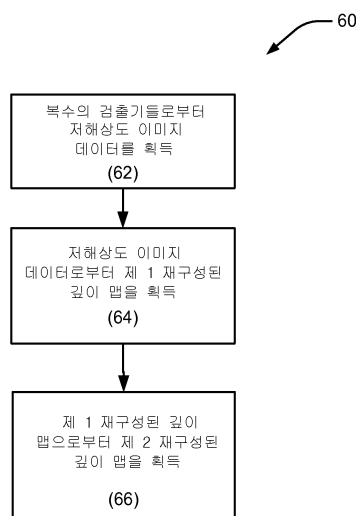 60
복수의 검출기들로부터
저해상도 이미지
데이터를 획득
(62)
저해상도 이미지
데이터로부터 제 1 재구성된
깊이 맵을 획득
(64)
제 1 재구성된 깊이
맵으로부터 제 2 재구성된
깊이 맵을 획득
(66)